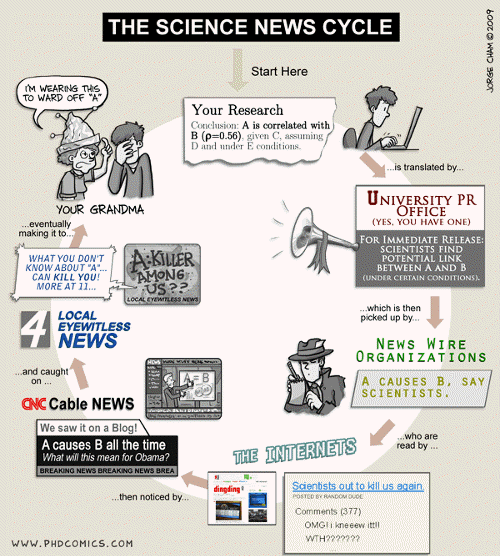 THE SCIENCE NEWS CYCLE
JORGE CHAM © 2009
Start Here
Your Research
Conclusion: A is correlated with
B (ρ=0.56), given C, assuming
D and under E conditions.
...is translated by...
UNIVERSITY PR
OFFICE
(YES, YOU HAVE ONE)
FOR IMMEDIATE RELEASE:
SCIENTISTS FIND
POTENTIAL LINK
BETWEEN A AND B
(UNDER CERTAIN CONDITIONS).
...which is then
picked up by...
NEWS WIRE
ORGANIZATIONS
A CAUSES B, SAY
SCIENTISTS.
...who are
read by ...
THE INTERNETS
dingding
Scientists out to kill us again.
POSTED BY RANDOM DUDE
Comments (377)
OMG! i kneeew itt!!
WTH???????
...then noticed by...
CNC Cable NEWS
We saw it on a Blog!
A causes B all the time
What will this mean for Obama?
BREAKING NEWS BREAKING NEWS BREA
A = B
...and caught
on ...
4 LOCAL
EYEWITLESS
NEWS
WHAT YOU DON'T
KNOW ABOUT "A"...
CAN KILL YOU!
MORE AT 11...
A:KILLER
AMONG
US??
LOCAL EYEWITLESS NEWS
...eventually
making it to...
YOUR GRANDMA
I'M WEARING THIS
TO WARD OFF "A"
WWW.PHDCOMICS.COM